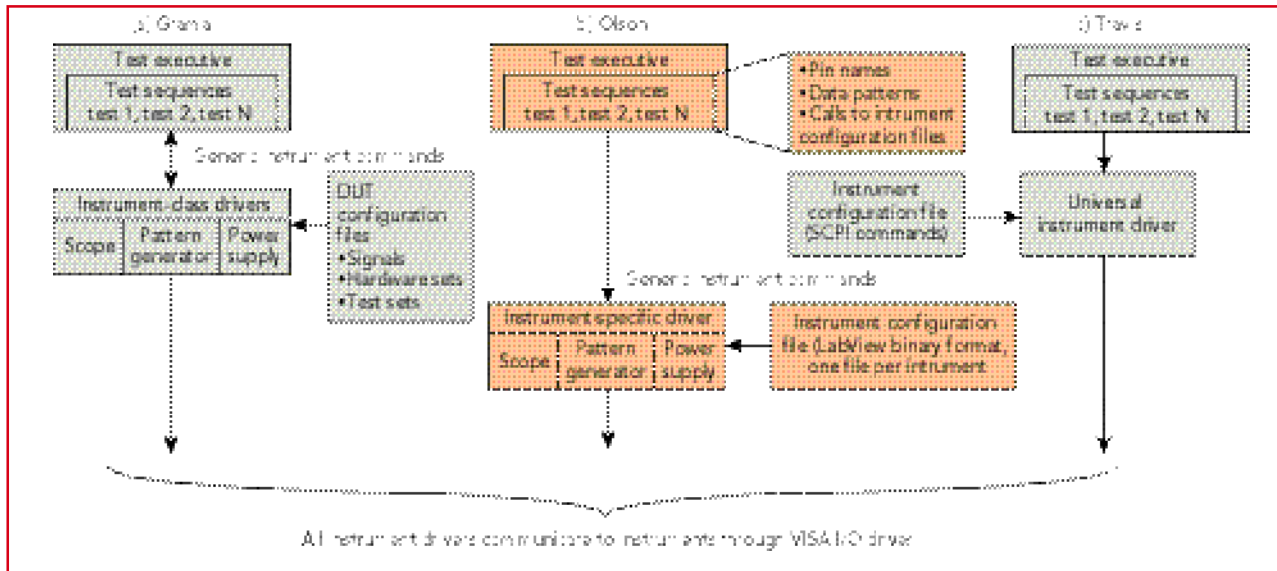 a) Grama
Test executive
Test sequences
test 1, test 2, test N
Generic instrument commands
Instrument-class drivers
Scope
Pattern
generator
Power
supply
DUT
configuration
files
•Signals
•Hardware sets
•Test sets
b) Olson
Test executive
Test sequences
test 1, test 2, test N
•Pin names
•Data patterns
•Calls to intrument
configuration files
Generic instrument commands
Instrument specific driver
Scope
Pattern
generator
Power
supply
Instrument configuration
file (LabView binary format,
one file per intrument
c) Travis
Test executive
Test sequences
test 1, test 2, test N
Instrument
configuration file
(SCPI commands)
Universal
instrument driver
All instrument drivers communicate to instruments through VISA I/O driver